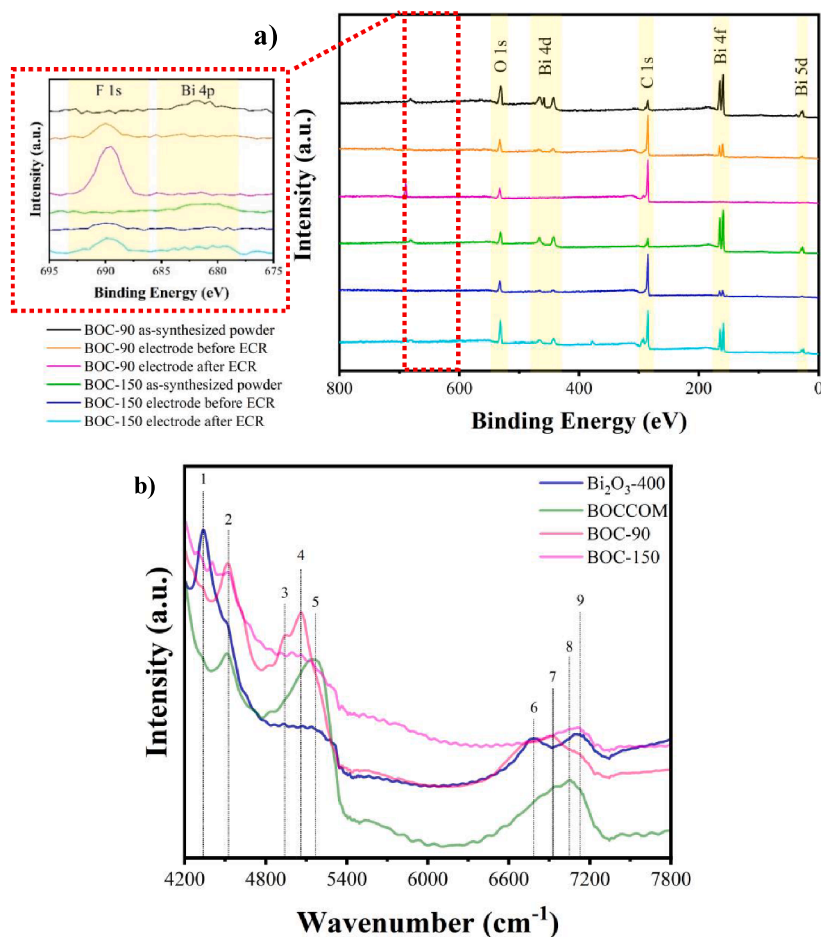 a)
F 1s
Bi 4p
Intensity (a.u.)
695
690
685
680
675
Binding Energy (eV)
BOC-90 as-synthesized powder
BOC-90 electrode before ECR
BOC-90 electrode after ECR
BOC-150 as-synthesized powder
BOC-150 electrode before ECR
BOC-150 electrode after ECR
O 1s
Bi 4d
C 1s
Bi 4f
Bi 5d
Intensity (a.u.)
800
600
400
200
0
Binding Energy (eV)
b)
Bi₂O₃-400
BOCCOM
BOC-90
BOC-150
1
2
3
4
5
6
7
8
9
Intensity (a.u.)
4200
4800
5400
6000
6600
7200
7800
Wavenumber (cm⁻¹)